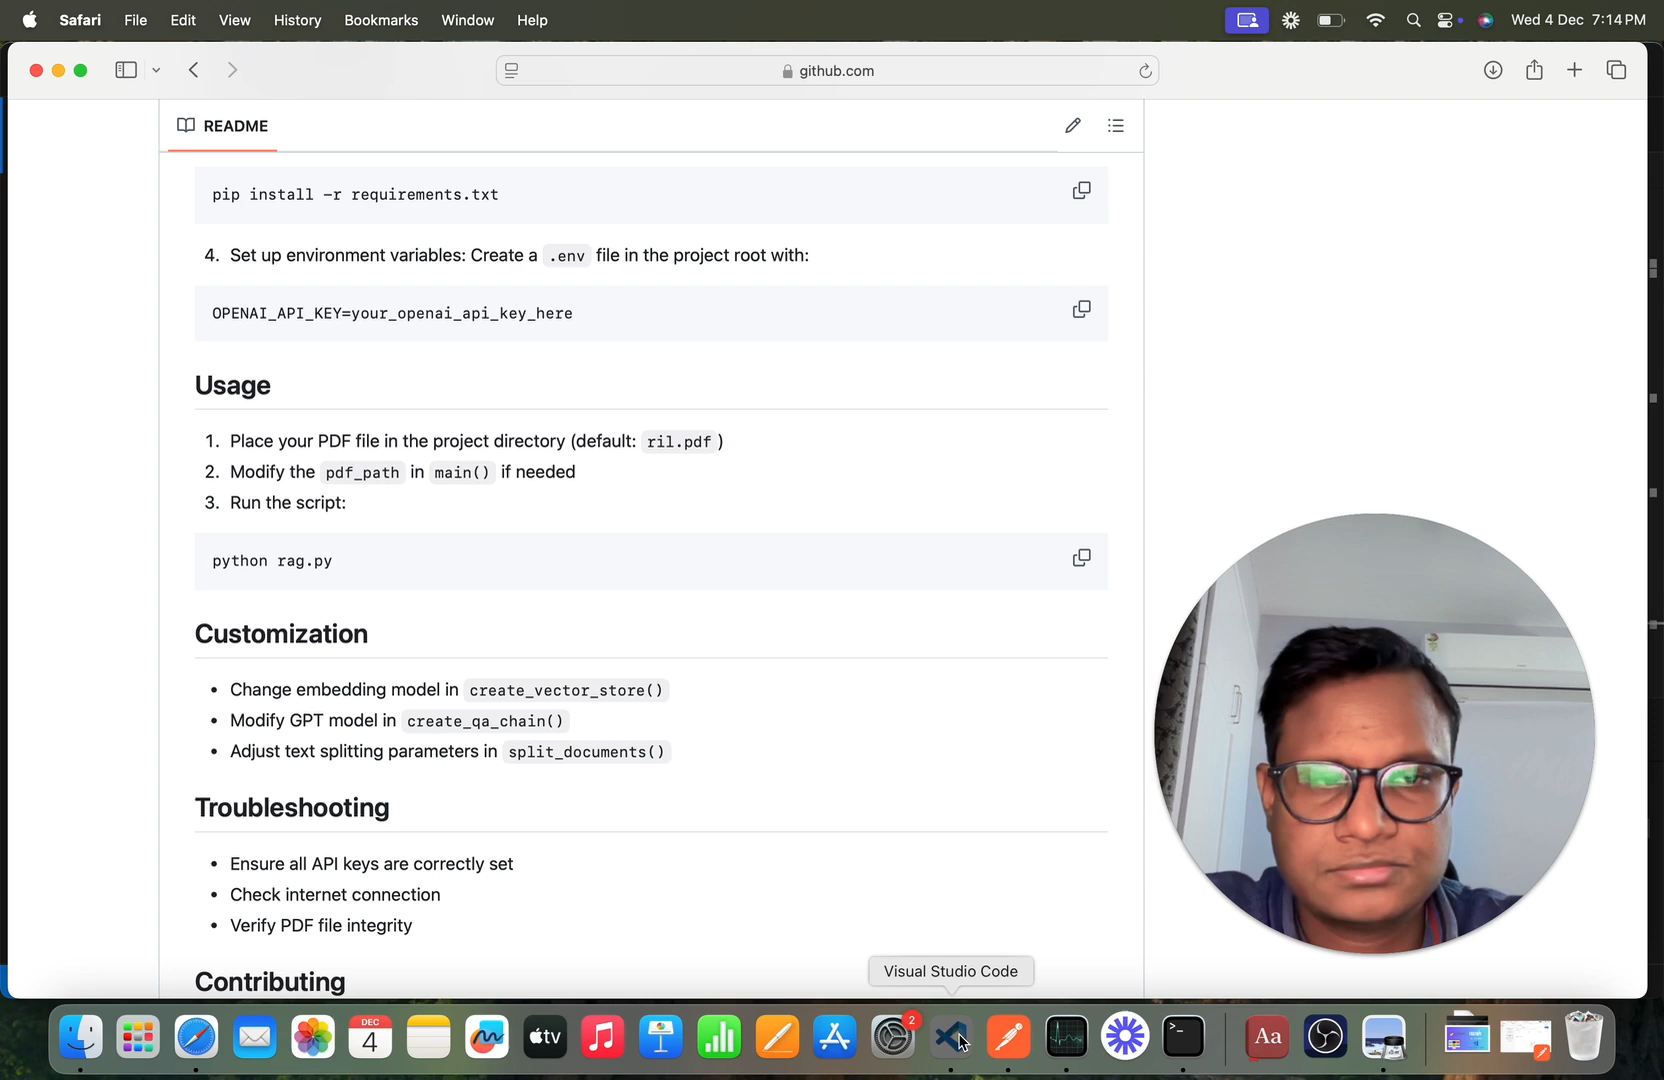 Safari File Edit View History Bookmarks Window Help Wed 4 Dec 7:14 PM
github.com
README
pip install -r requirements.txt
4. Set up environment variables: Create a .env file in the project root with:
OPENAI_API_KEY=your_openai_api_key_here
Usage
1. Place your PDF file in the project directory (default: ril.pdf )
2. Modify the pdf_path in main() if needed
3. Run the script:
python rag.py
Customization
• Change embedding model in create_vector_store()
• Modify GPT model in create_qa_chain()
• Adjust text splitting parameters in split_documents()
Troubleshooting
• Ensure all API keys are correctly set
• Check internet connection
• Verify PDF file integrity
Contributing
Visual Studio Code
DEC
4
tv
2
>_
Aa